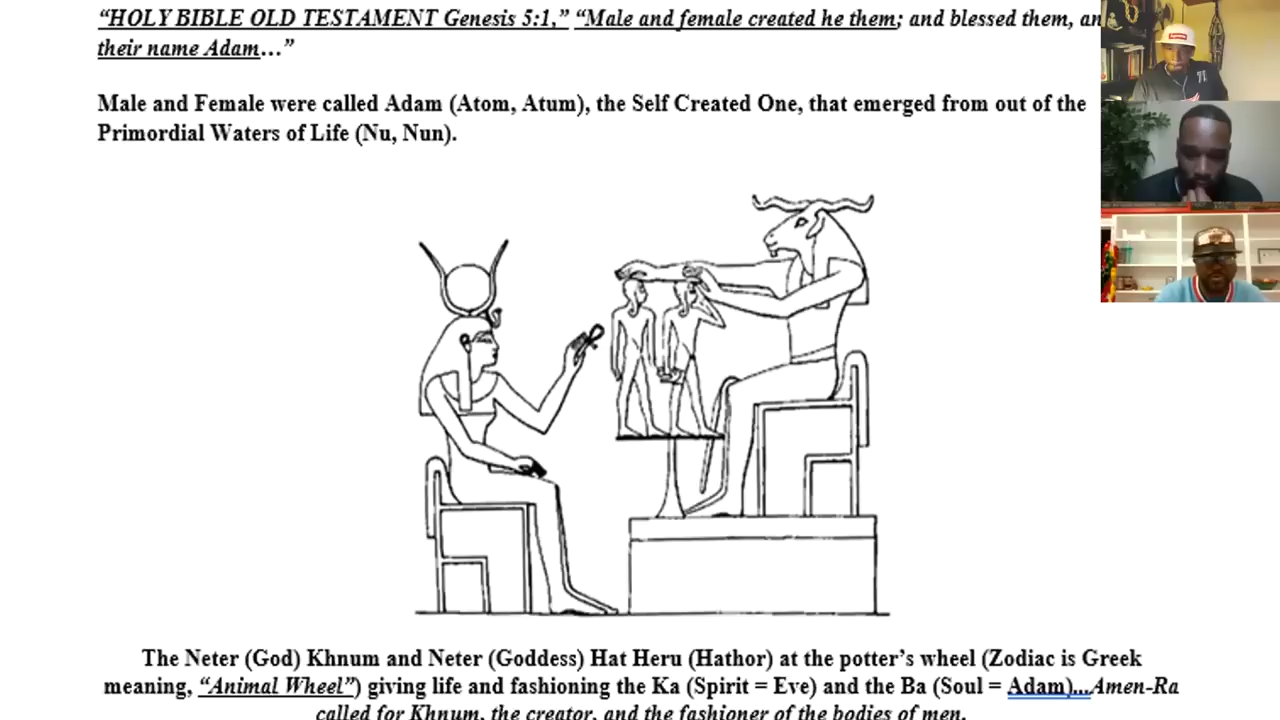 “HOLY BIBLE OLD TESTAMENT Genesis 5:1,” “Male and female created he them; and blessed them,
their name Adam…”
Male and Female were called Adam (Atom, Atum), the Self Created One, that emerged from out of the
Primordial Waters of Life (Nu, Nun).
The Neter (God) Khnum and Neter (Goddess) Hat Heru (Hathor) at the potter’s wheel (Zodiac is Greek
meaning, “Animal Wheel”) giving life and fashioning the Ka (Spirit = Eve) and the Ba (Soul = Adam)...Amen-Ra
called for Khnum, the creator, and the fashioner of the bodies of men.